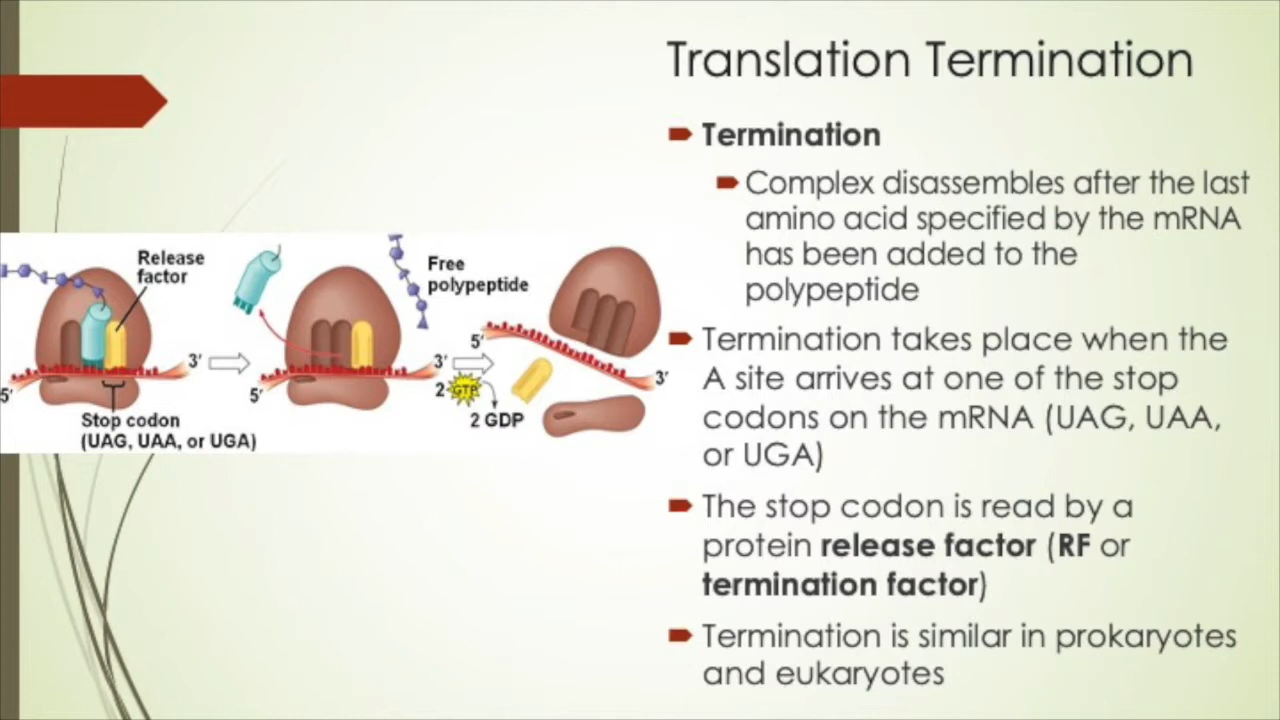 Translation Termination
Termination
Complex disassembles after the last
amino acid specified by the mRNA
has been added to the
polypeptide
Termination takes place when the
A site arrives at one of the stop
codons on the mRNA (UAG, UAA,
or UGA)
The stop codon is read by a
protein release factor (RF or
termination factor)
Termination is similar in prokaryotes
and eukaryotes
Release
factor
3′
5′
Stop codon
(UAG, UAA, or UGA)
Free
polypeptide
3′
5′
2 GTP
2 GDP
5′
3′